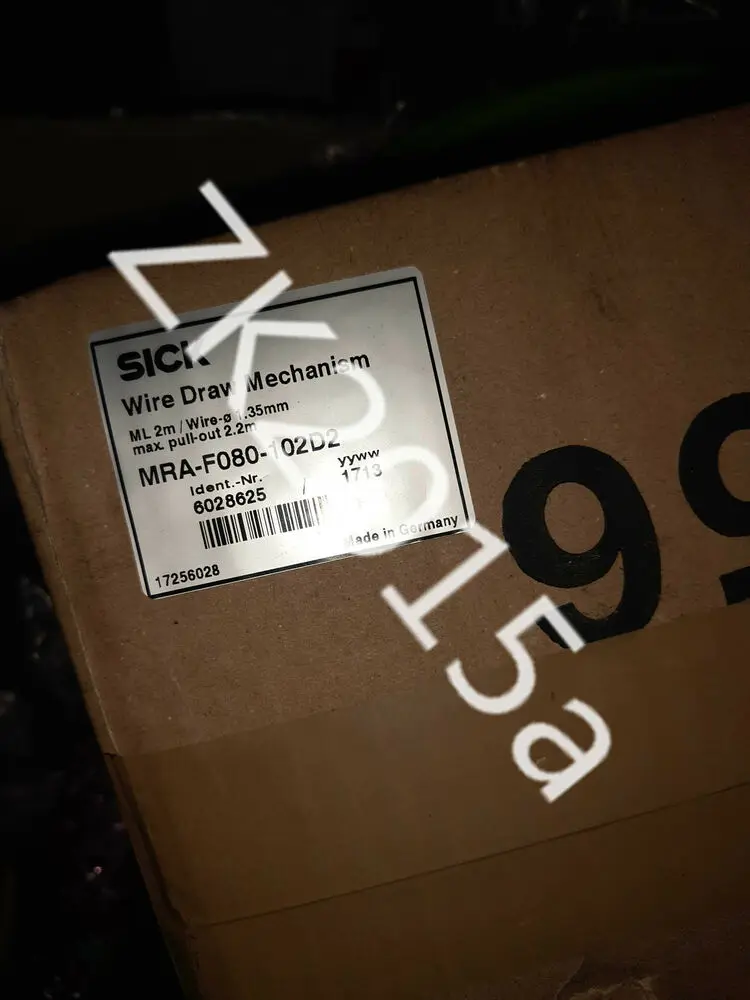 SICK
Wire Draw Mechanism
ML 2m / Wire-ø 1.35mm
max. pull-out 2.2m
MRA-F080-102D2
Ident.-Nr. / yyww
6028625 1713
Made in Germany
17256028
ZK2015a
9